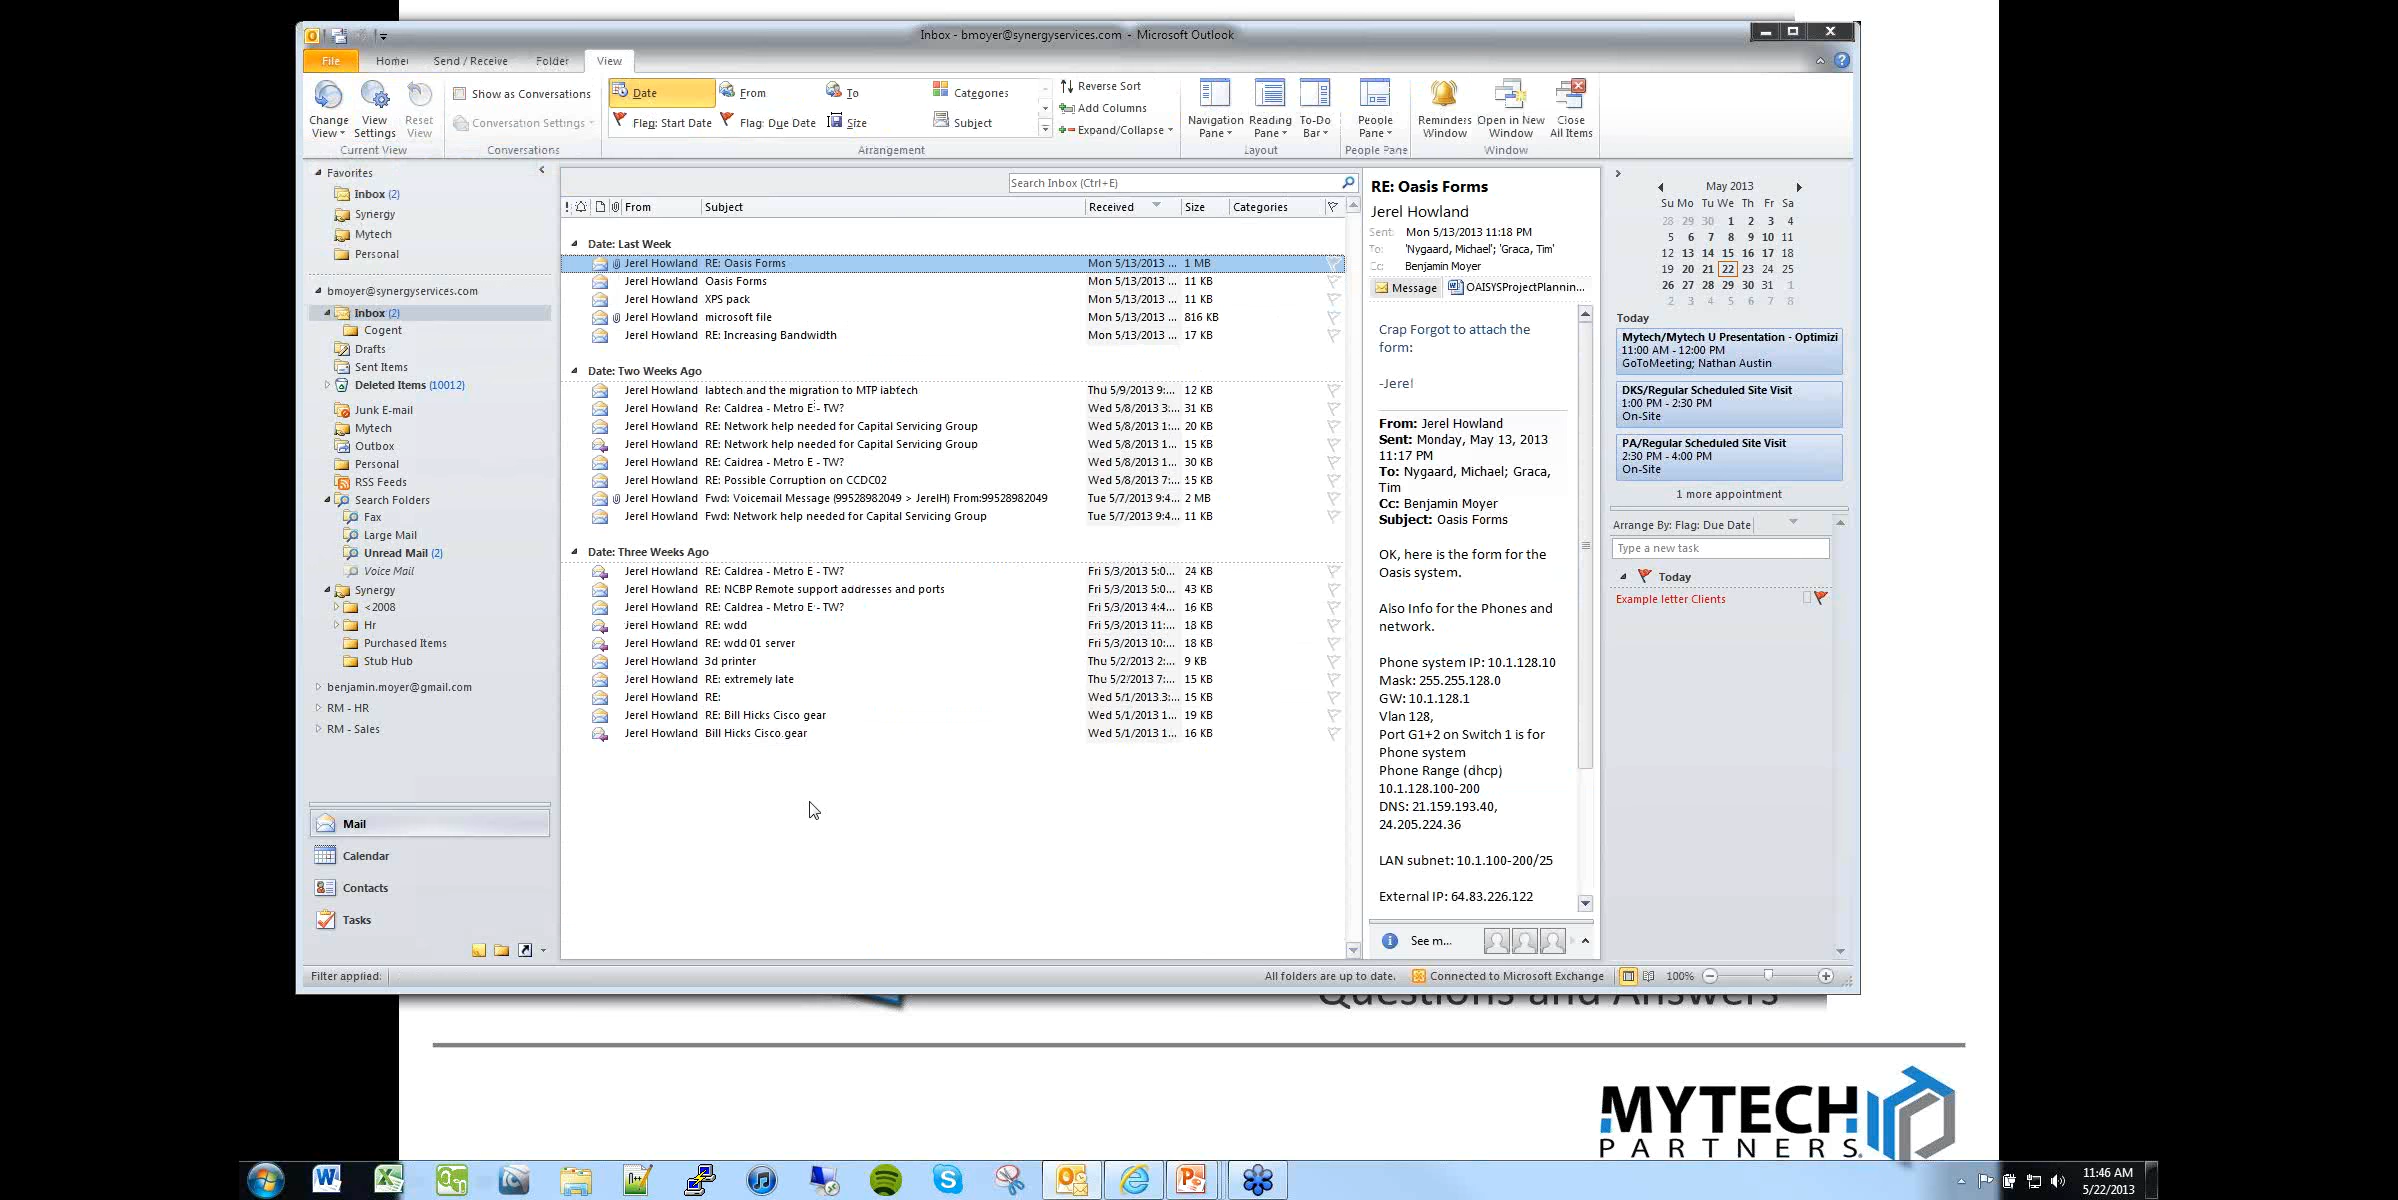 Inbox - bmoyer@synergyservices.com - Microsoft Outlook
File Home Send / Receive Folder View
Change View View Settings Reset View
Current View
Show as Conversations
Conversation Settings
Conversations
Date From To Categories
Flag: Start Date Flag: Due Date Size Subject
Arrangement
Reverse Sort
Add Columns
Expand/Collapse
Navigation Pane Reading Pane To-Do Bar
Layout
People Pane
People Pane
Reminders Window Open in New Window Close All Items
Window
Favorites
Inbox (2)
Synergy
Mytech
Personal
bmoyer@synergyservices.com
Inbox (2)
Cogent
Drafts
Sent Items
Deleted Items (10012)
Junk E-mail
Mytech
Outbox
Personal
RSS Feeds
Search Folders
Fax
Large Mail
Unread Mail (2)
Voice Mail
Synergy
<2008
Hr
Purchased Items
Stub Hub
benjamin.moyer@gmail.com
RM - HR
RM - Sales
Mail
Calendar
Contacts
Tasks
Search Inbox (Ctrl+E)
From Subject Received Size Categories
Date: Last Week
Jerel Howland RE: Oasis Forms Mon 5/13/2013 ... 1 MB
Jerel Howland Oasis Forms Mon 5/13/2013 ... 11 KB
Jerel Howland XPS pack Mon 5/13/2013 ... 11 KB
Jerel Howland microsoft file Mon 5/13/2013 ... 816 KB
Jerel Howland RE: Increasing Bandwidth Mon 5/13/2013 ... 17 KB
Date: Two Weeks Ago
Jerel Howland labtech and the migration to MTP labtech Thu 5/9/2013 9:... 12 KB
Jerel Howland Re: Caldrea - Metro E - TW? Wed 5/8/2013 3:... 31 KB
Jerel Howland RE: Network help needed for Capital Servicing Group Wed 5/8/2013 1:... 20 KB
Jerel Howland RE: Network help needed for Capital Servicing Group Wed 5/8/2013 1... 15 KB
Jerel Howland RE: Caldrea - Metro E - TW? Wed 5/8/2013 1... 30 KB
Jerel Howland RE: Possible Corruption on CCDC02 Wed 5/8/2013 7:... 15 KB
Jerel Howland Fwd: Voicemail Message (99528982049 > JerelH) From:99528982049 Tue 5/7/2013 9:4... 2 MB
Jerel Howland Fwd: Network help needed for Capital Servicing Group Tue 5/7/2013 9:4... 11 KB
Date: Three Weeks Ago
Jerel Howland RE: Caldrea - Metro E - TW? Fri 5/3/2013 5:0... 24 KB
Jerel Howland RE: NCBP Remote support addresses and ports Fri 5/3/2013 5:0... 43 KB
Jerel Howland RE: Caldrea - Metro E - TW? Fri 5/3/2013 4:4... 16 KB
Jerel Howland RE: wdd Fri 5/3/2013 11:... 18 KB
Jerel Howland RE: wdd 01 server Fri 5/3/2013 10:... 18 KB
Jerel Howland 3d printer Thu 5/2/2013 2:... 9 KB
Jerel Howland RE: extremely late Thu 5/2/2013 7:... 15 KB
Jerel Howland RE: Wed 5/1/2013 3:... 15 KB
Jerel Howland RE: Bill Hicks Cisco gear Wed 5/1/2013 1... 19 KB
Jerel Howland Bill Hicks Cisco gear Wed 5/1/2013 1... 16 KB
RE: Oasis Forms
Jerel Howland
Sent: Mon 5/13/2013 11:18 PM
To: 'Nygaard, Michael'; 'Graca, Tim'
Cc: Benjamin Moyer
Message OAISYSProjectPlannin...
Crap Forgot to attach the
form:
-Jerel
From: Jerel Howland
Sent: Monday, May 13, 2013
11:17 PM
To: Nygaard, Michael; Graca,
Tim
Cc: Benjamin Moyer
Subject: Oasis Forms
OK, here is the form for the
Oasis system.
Also Info for the Phones and
network.
Phone system IP: 10.1.128.10
Mask: 255.255.128.0
GW: 10.1.128.1
Vlan 128,
Port G1+2 on Switch 1 is for
Phone system
Phone Range (dhcp)
10.1.128.100-200
DNS: 21.159.193.40,
24.205.224.36
LAN subnet: 10.1.100-200/25
External IP: 64.83.226.122
See m...
May 2013
Su Mo Tu We Th Fr Sa
28 29 30 1 2 3 4
5 6 7 8 9 10 11
12 13 14 15 16 17 18
19 20 21 22 23 24 25
26 27 28 29 30 31 1
2 3 4 5 6 7 8
Today
Mytech/Mytech U Presentation - Optimizi
11:00 AM - 12:00 PM
GoToMeeting; Nathan Austin
DKS/Regular Scheduled Site Visit
1:00 PM - 2:30 PM
On-Site
PA/Regular Scheduled Site Visit
2:30 PM - 4:00 PM
On-Site
1 more appointment
Arrange By: Flag: Due Date
Type a new task
Today
Example letter Clients
Filter applied:
All folders are up to date. Connected to Microsoft Exchange 100%
Questions and Answers
MYTECH
PARTNERS
11:46 AM
5/22/2013